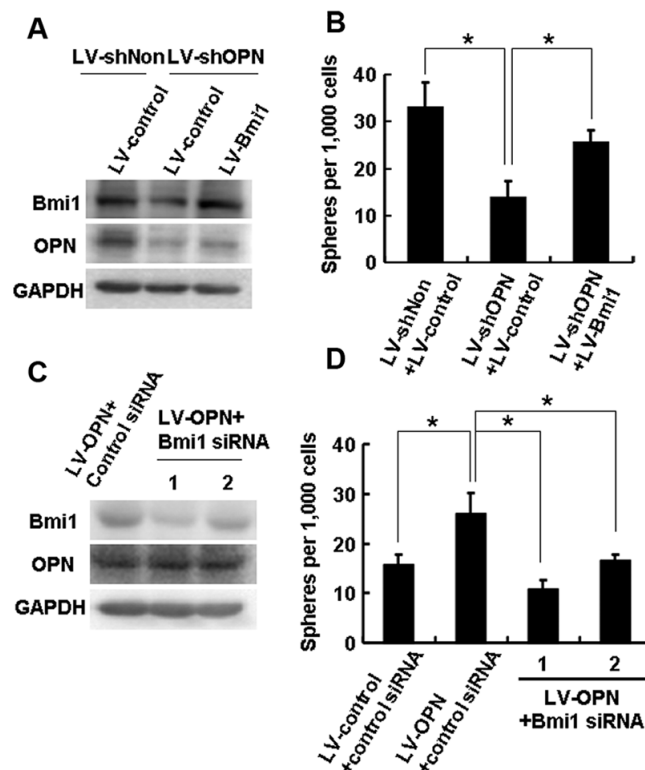 A
LV-shNon LV-shOPN
LV-control
LV-control
LV-Bmi1
Bmi1
OPN
GAPDH
B
* *
Spheres per 1,000 cells
40
30
20
10
0
LV-shNon
+LV-control
LV-shOPN
+LV-control
LV-shOPN
+LV-Bmi1
C
LV-OPN+
Control siRNA
LV-OPN+
Bmi1 siRNA
1 2
Bmi1
OPN
GAPDH
D
*
* *
Spheres per 1,000 cells
40
30
20
10
0
LV-control
+control siRNA
LV-OPN
+control siRNA
1 2
LV-OPN
+Bmi1 siRNA